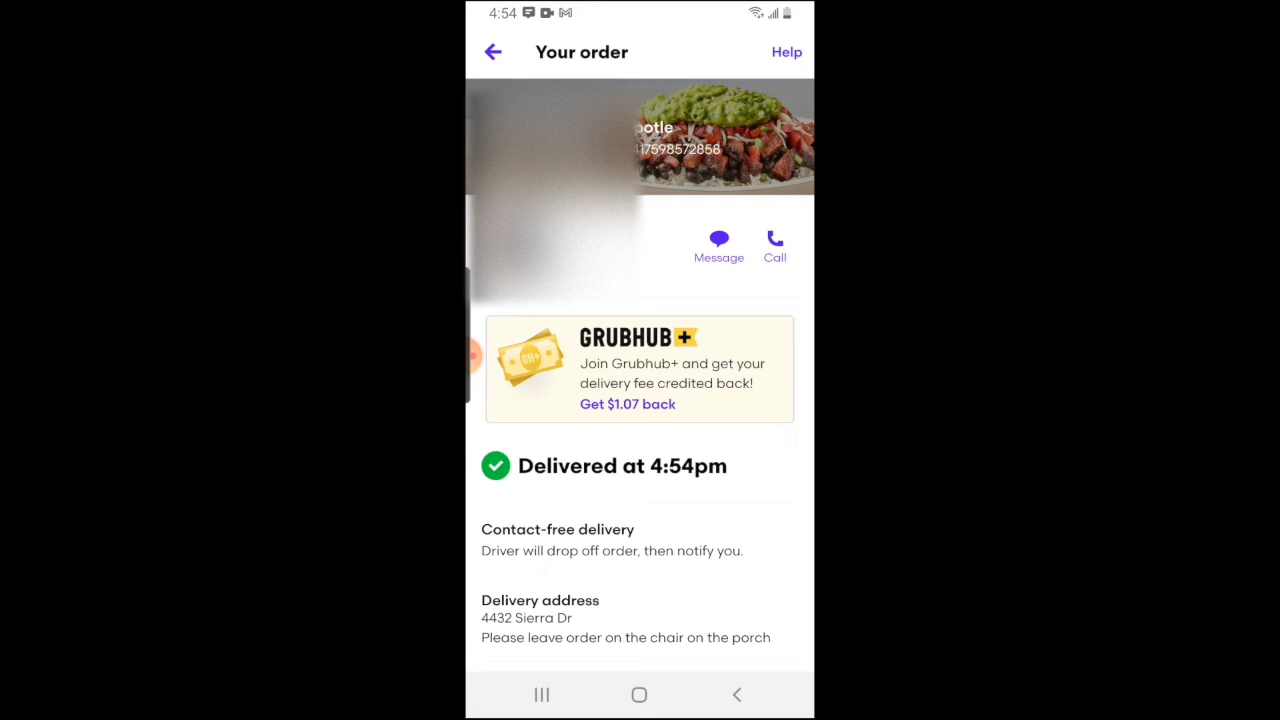 4:54
Your order
Help
otle
17598572858
Message
Call
GRUBHUB+
GH+
Join Grubhub+ and get your
delivery fee credited back!
Get $1.07 back
Delivered at 4:54pm
Contact-free delivery
Driver will drop off order, then notify you.
Delivery address
4432 Sierra Dr
Please leave order on the chair on the porch